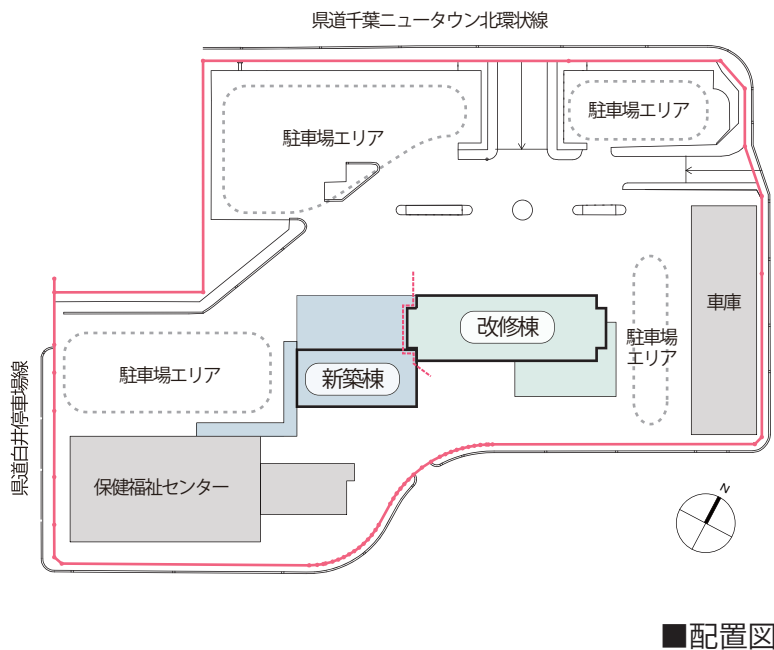 県道千葉ニュータウン北環状線
駐車場エリア
駐車場エリア
車庫
改修棟
駐車場
エリア
新築棟
駐車場エリア
県道白井停車場線
保健福祉センター
N
■配置図